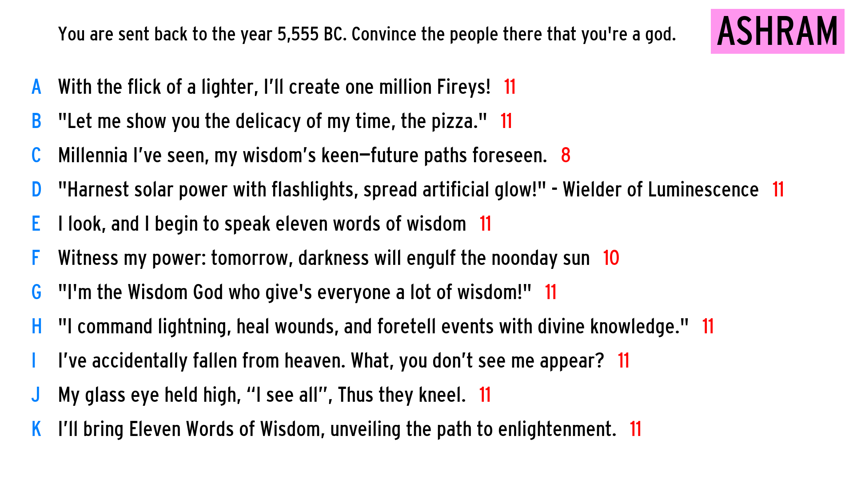 You are sent back to the year 5,555 BC. Convince the people there that you're a god.
ASHRAM
A With the flick of a lighter, I’ll create one million Fireys! 11
B "Let me show you the delicacy of my time, the pizza." 11
C Millennia I’ve seen, my wisdom’s keen—future paths foreseen. 8
D "Harnest solar power with flashlights, spread artificial glow!" - Wielder of Luminescence 11
E I look, and I begin to speak eleven words of wisdom 11
F Witness my power: tomorrow, darkness will engulf the noonday sun 10
G "I'm the Wisdom God who give's everyone a lot of wisdom!" 11
H "I command lightning, heal wounds, and foretell events with divine knowledge." 11
I I’ve accidentally fallen from heaven. What, you don’t see me appear? 11
J My glass eye held high, “I see all”, Thus they kneel. 11
K I’ll bring Eleven Words of Wisdom, unveiling the path to enlightenment. 11